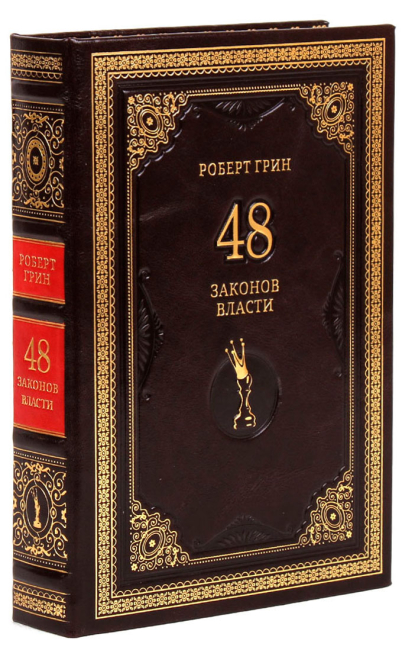 РОБЕРТ ГРИН
48
ЗАКОНОВ
ВЛАСТИ
РОБЕРТ
ГРИН
48
ЗАКОНОВ
ВЛАСТИ